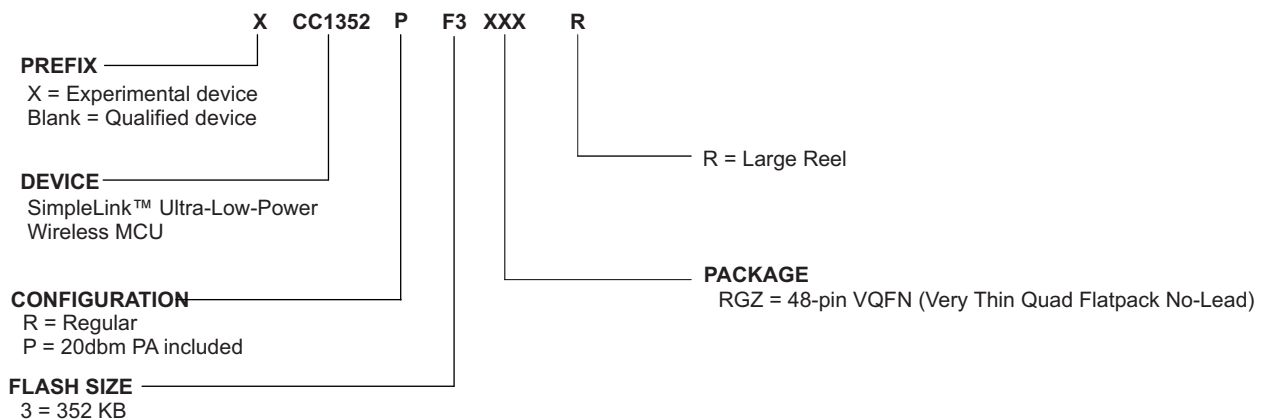 X CC1352 P F3 XXX R
PREFIX
X = Experimental device
Blank = Qualified device
R = Large Reel
DEVICE
SimpleLink™ Ultra-Low-Power
Wireless MCU
PACKAGE
RGZ = 48-pin VQFN (Very Thin Quad Flatpack No-Lead)
CONFIGURATION
R = Regular
P = 20dbm PA included
FLASH SIZE
3 = 352 KB